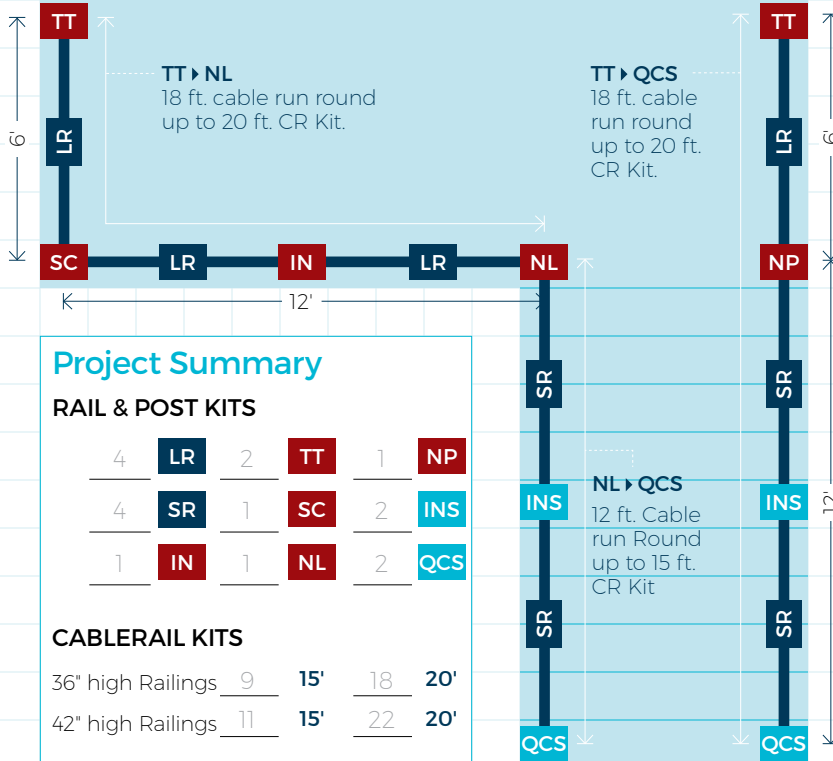 TT
TT
TT ▸ NL
18 ft. cable run round
up to 20 ft. CR Kit.
TT ▸ QCS
18 ft. cable
run round
up to 20 ft.
CR Kit.
6'
LR
LR
6'
SC
LR
IN
LR
NL
NP
12'
Project Summary
RAIL & POST KITS
4 LR 2 TT 1 NP
4 SR 1 SC 2 INS
1 IN 1 NL 2 QCS
CABLERAIL KITS
36" high Railings 9 15' 18 20'
42" high Railings 11 15' 22 20'
SR
SR
INS
NL ▸ QCS
12 ft. Cable
run Round
up to 15 ft.
CR Kit
INS
12'
SR
SR
QCS
QCS